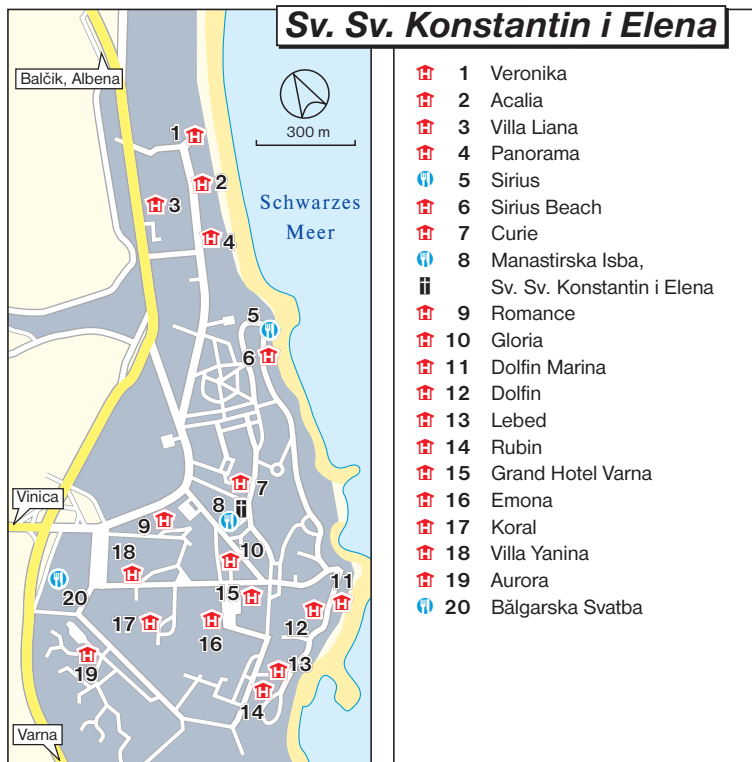 Sv. Sv. Konstantin i Elena
Balčik, Albena
300 m
Schwarzes
Meer
1
2
3
4
5
6
7
8
9
10
18
11
15
20
12
17
16
13
19
14
Vinica
Varna
1 Veronika
2 Acalia
3 Villa Liana
4 Panorama
5 Sirius
6 Sirius Beach
7 Curie
8 Manastirska Isba,
Sv. Sv. Konstantin i Elena
9 Romance
10 Gloria
11 Dolfin Marina
12 Dolfin
13 Lebed
14 Rubin
15 Grand Hotel Varna
16 Emona
17 Koral
18 Villa Yanina
19 Aurora
20 Bălgarska Svatba